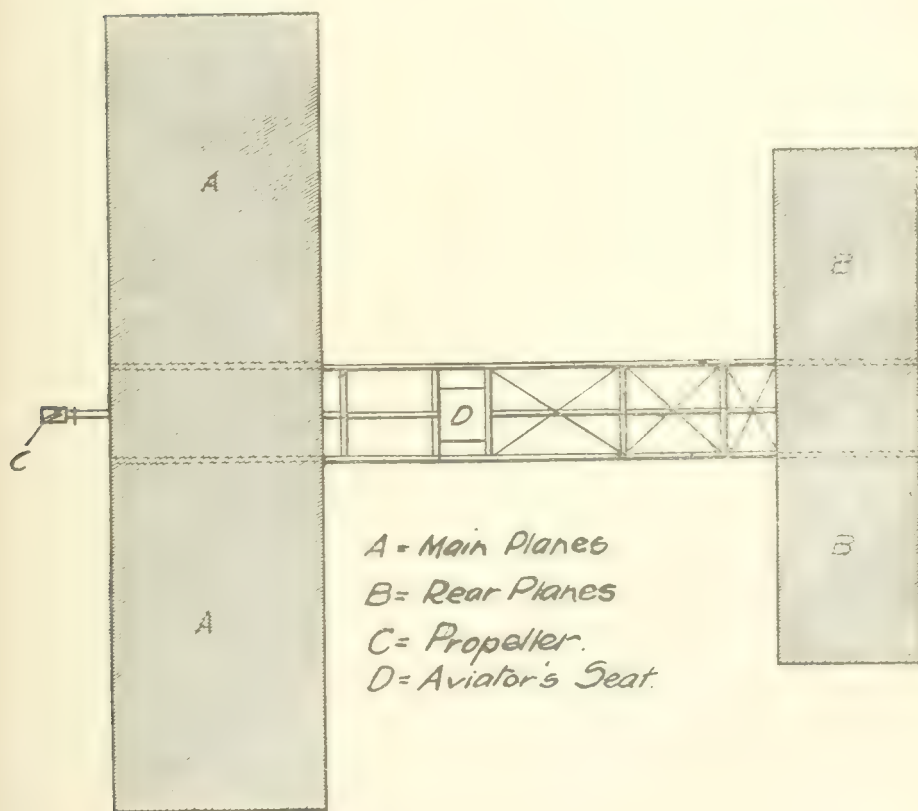 A
B
C
D
A
B
A = Main Planes
B = Rear Planes
C = Propeller.
D = Aviator's Seat.